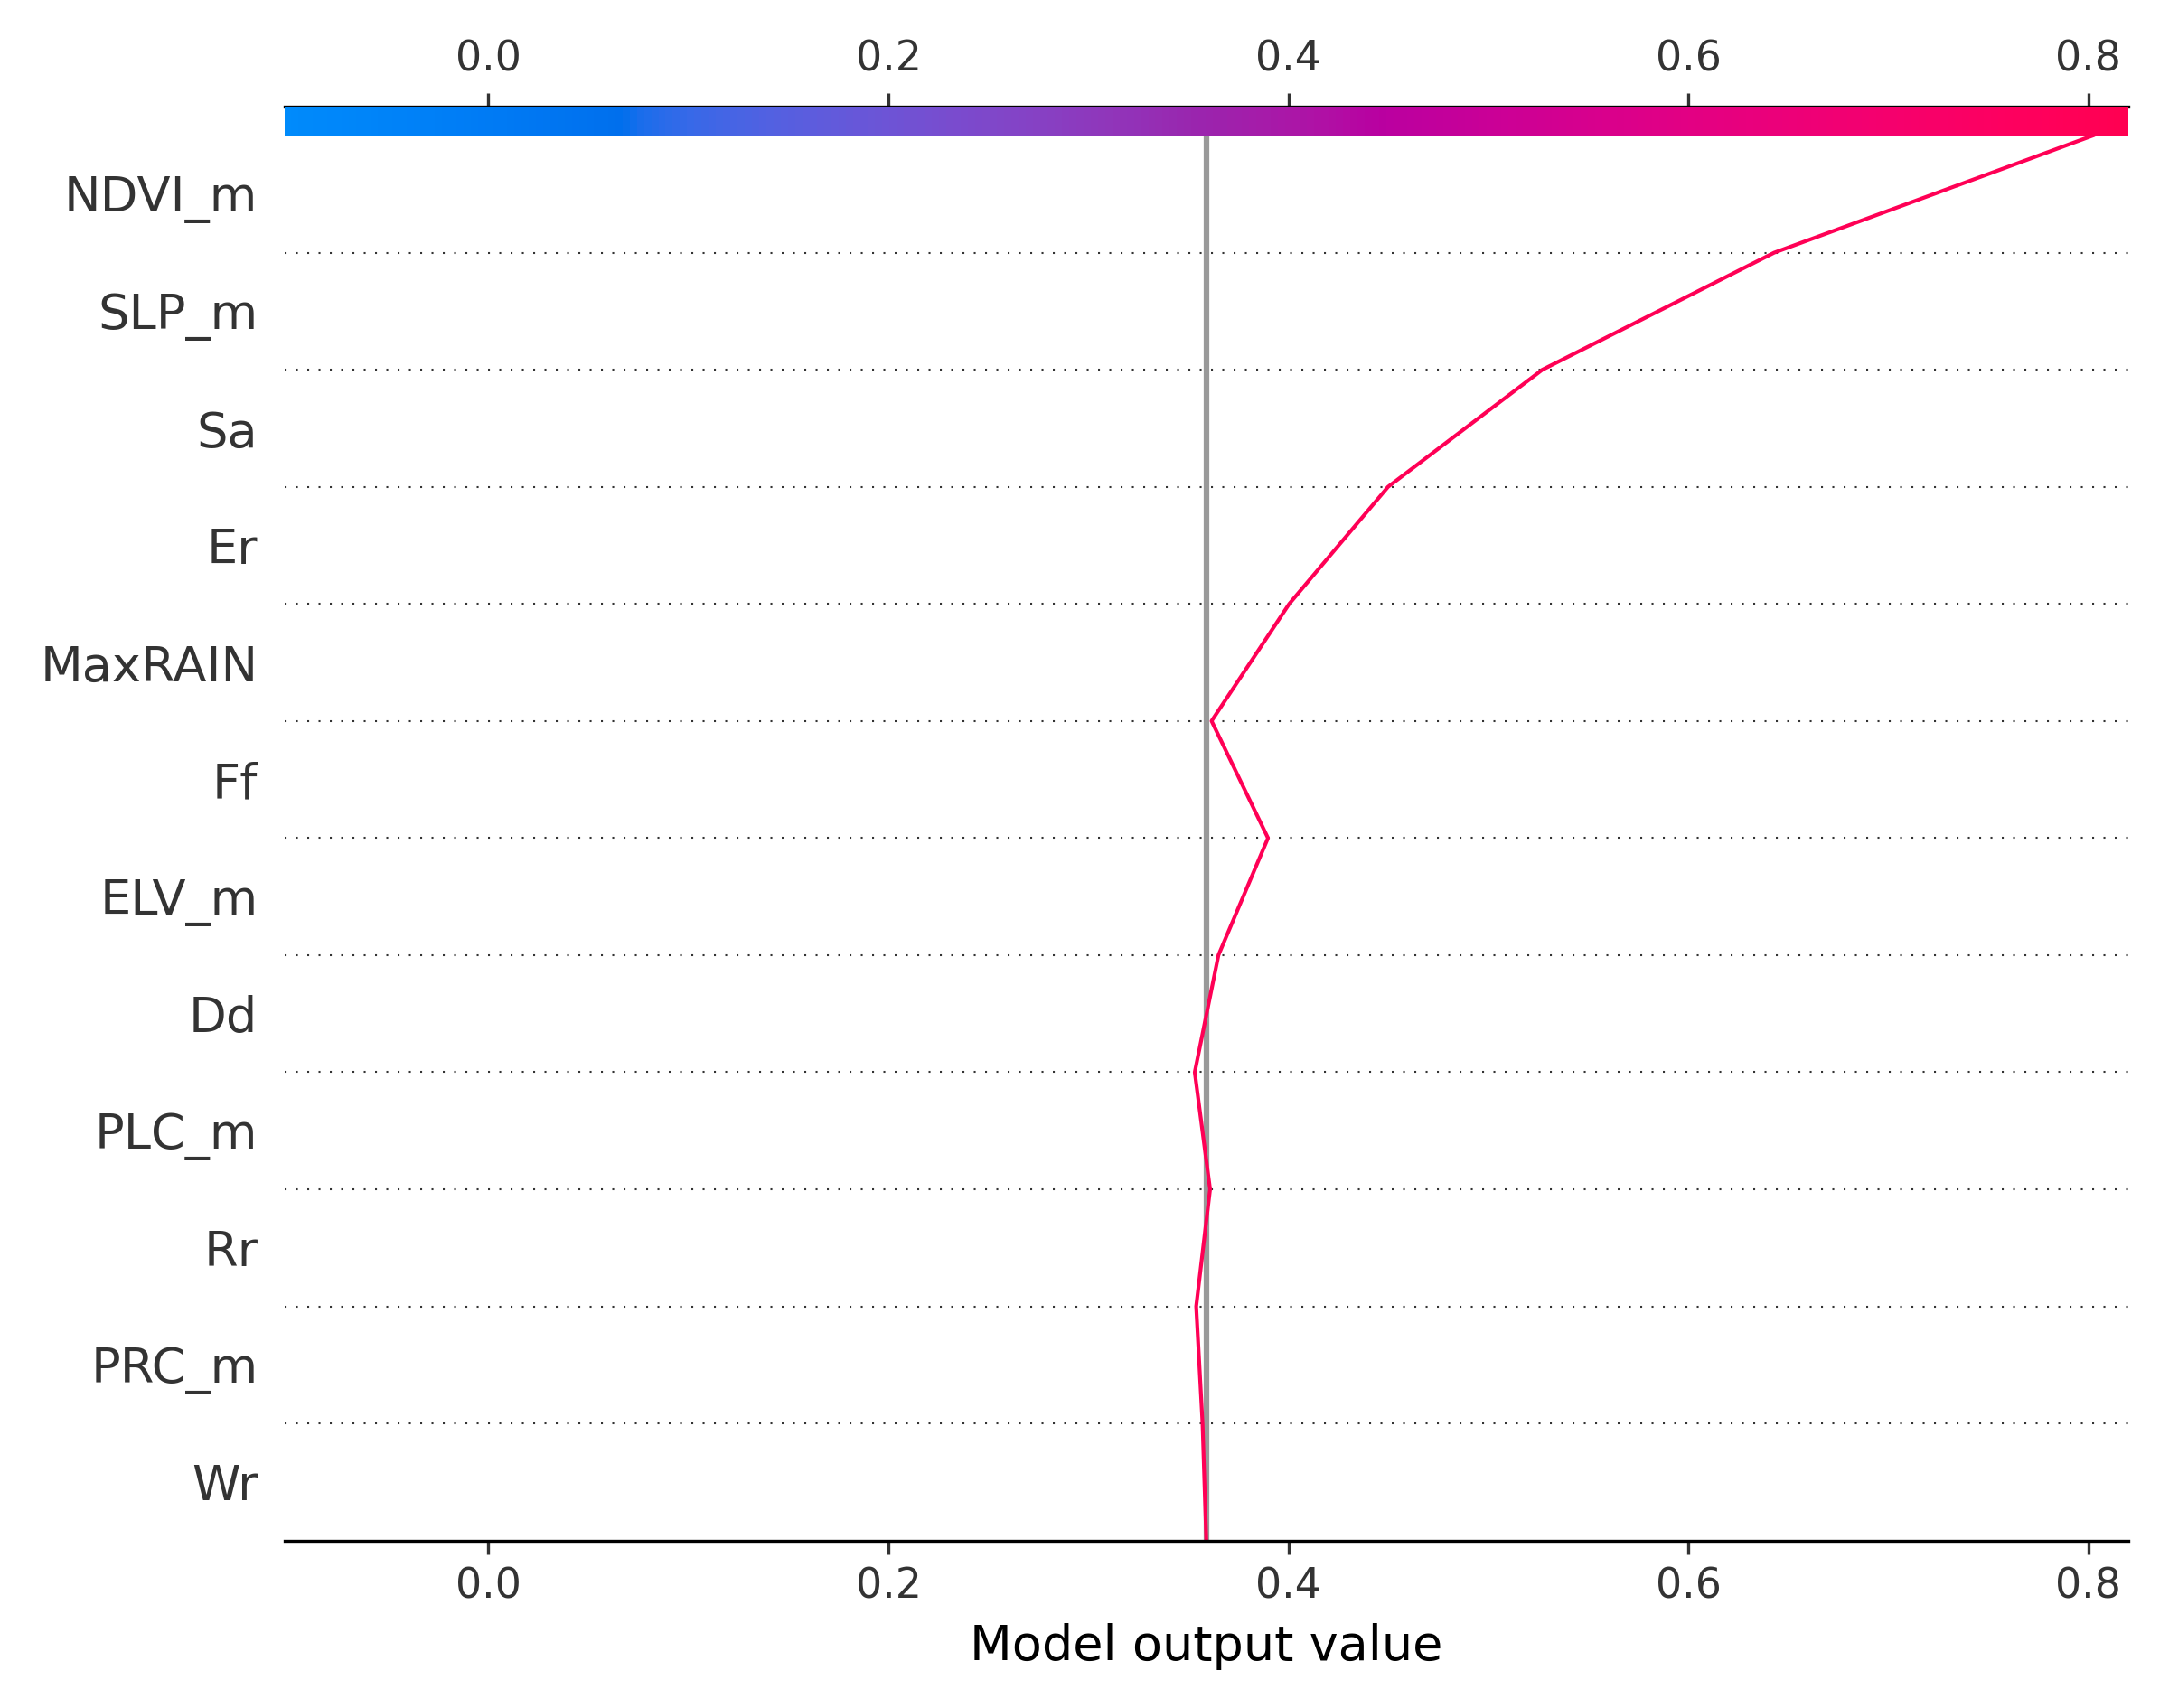 0.0 0.2 0.4 0.6 0.8
NDVI_m
SLP_m
Sa
Er
MaxRAIN
Ff
ELV_m
Dd
PLC_m
Rr
PRC_m
Wr
0.0 0.2 0.4 0.6 0.8
Model output value